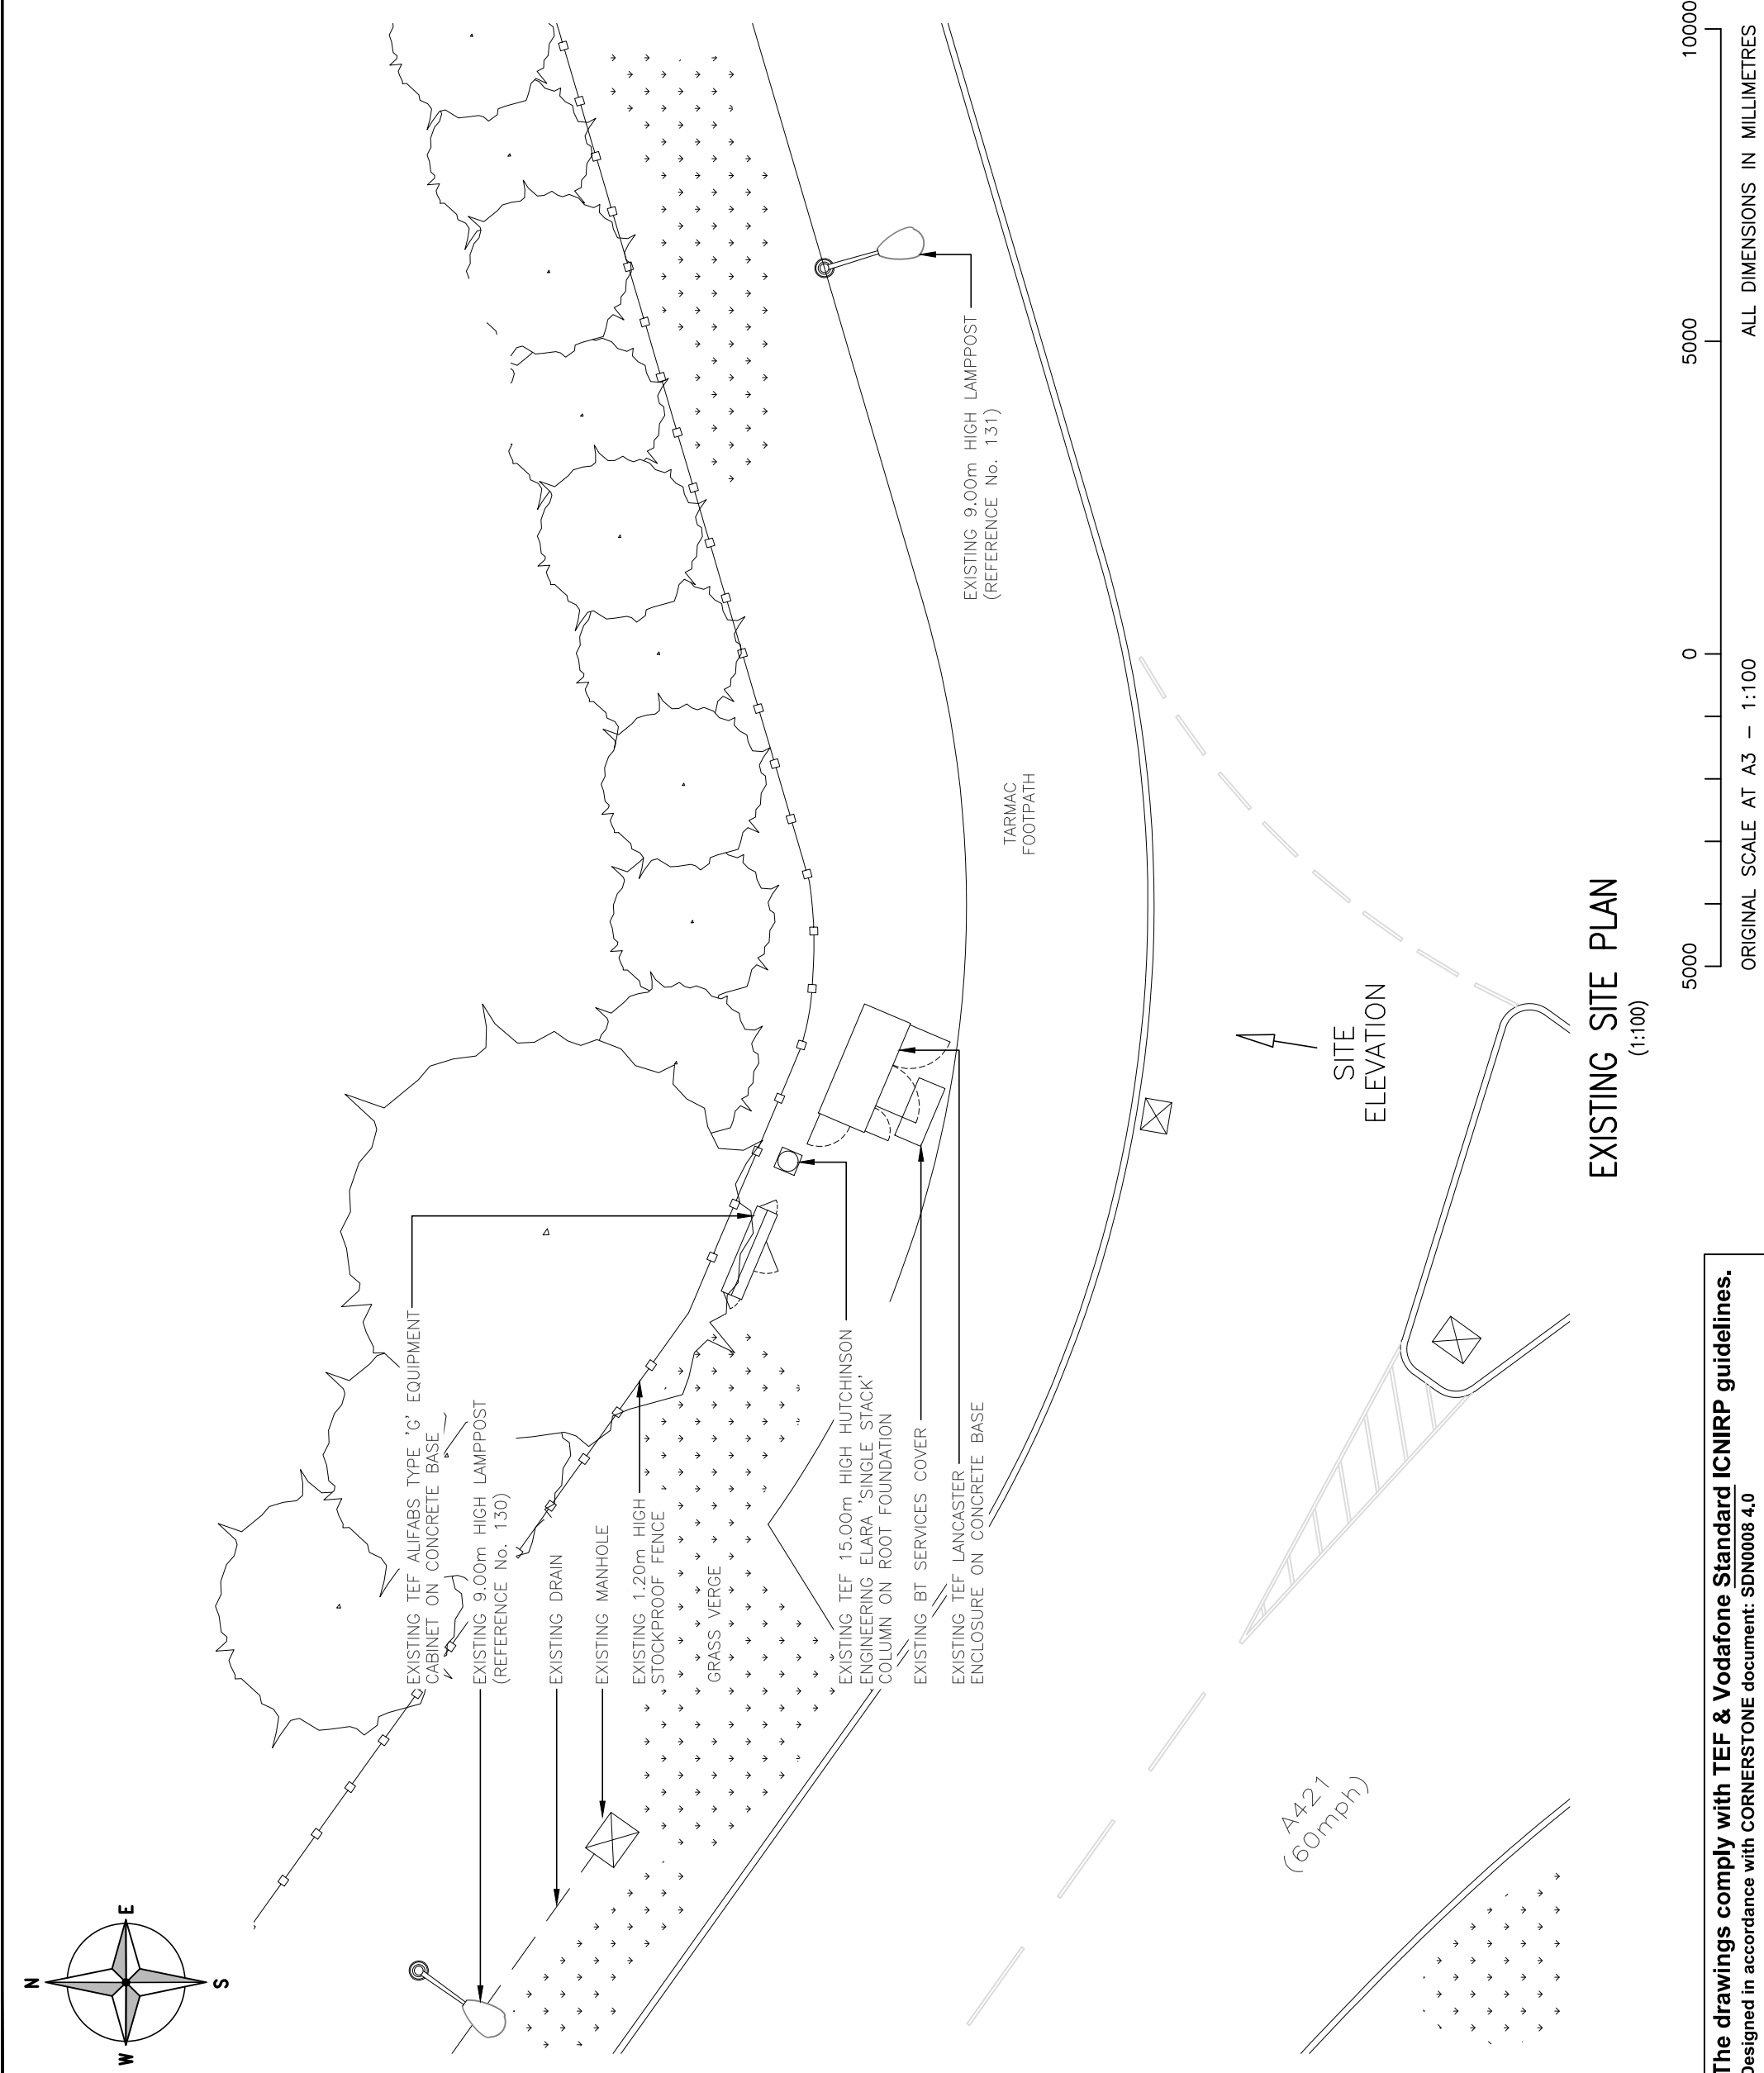 N
E
S
W
EXISTING TEF ALIFABS TYPE 'G' EQUIPMENT
CABINET ON CONCRETE BASE
EXISTING 9.00m HIGH LAMPPOST
(REFERENCE No. 130)
EXISTING DRAIN
EXISTING MANHOLE
EXISTING 1.20m HIGH
STOCKPROOF FENCE
GRASS VERGE
EXISTING TEF 15.00m HIGH HUTCHINSON
ENGINEERING ELARA 'SINGLE STACK'
COLUMN ON ROOT FOUNDATION
EXISTING BT SERVICES COVER
EXISTING TEF LANCASTER
ENCLOSURE ON CONCRETE BASE
EXISTING 9.00m HIGH LAMPPOST
(REFERENCE No. 131)
TARMAC
FOOTPATH
SITE
ELEVATION
A421
(60mph)
EXISTING SITE PLAN
(1:100)
5000
0
5000
10000
ORIGINAL SCALE AT A3 - 1:100
ALL DIMENSIONS IN MILLIMETRES
The drawings comply with TEF & Vodafone Standard ICNIRP guidelines.
Designed in accordance with CORNERSTONE document: SDN0008 4.0